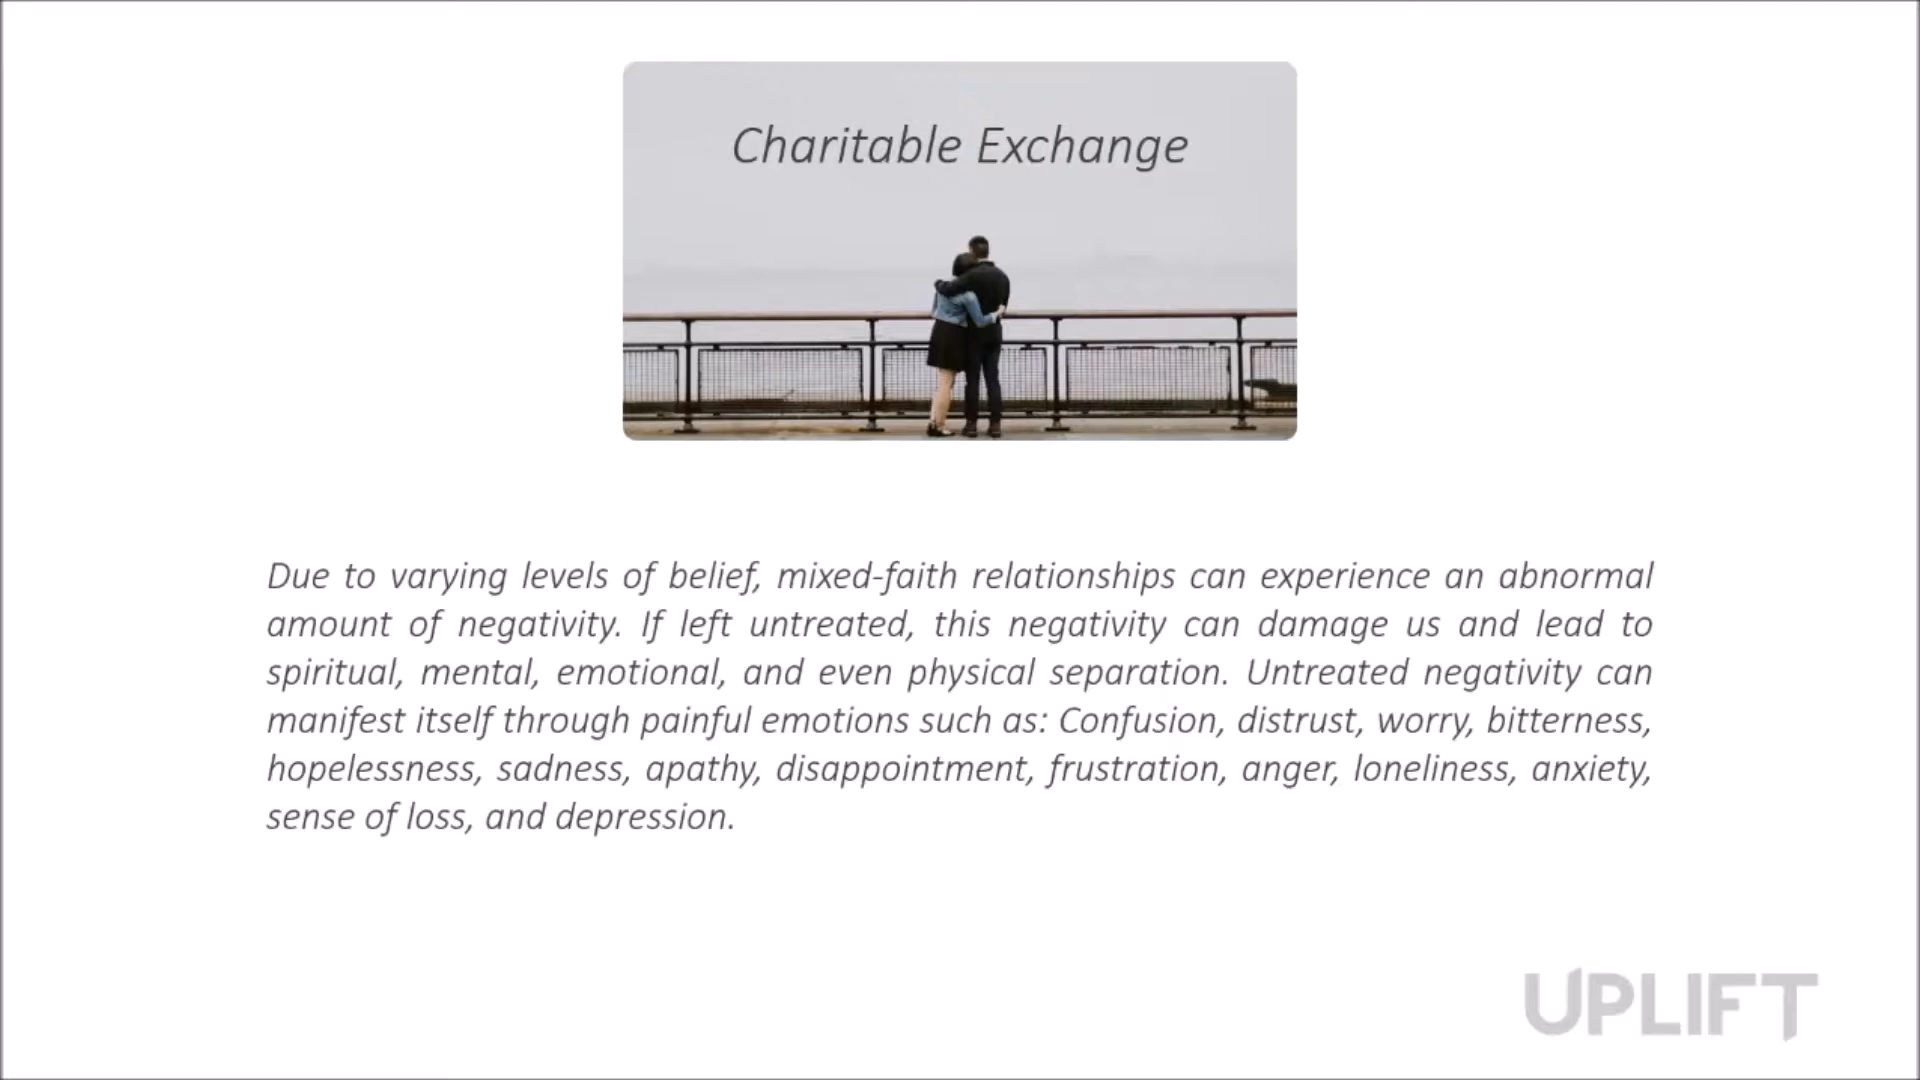 Charitable Exchange
Due to varying levels of belief, mixed-faith relationships can experience an abnormal
amount of negativity. If left untreated, this negativity can damage us and lead to
spiritual, mental, emotional, and even physical separation. Untreated negativity can
manifest itself through painful emotions such as: Confusion, distrust, worry, bitterness,
hopelessness, sadness, apathy, disappointment, frustration, anger, loneliness, anxiety,
sense of loss, and depression.
UPLIFT